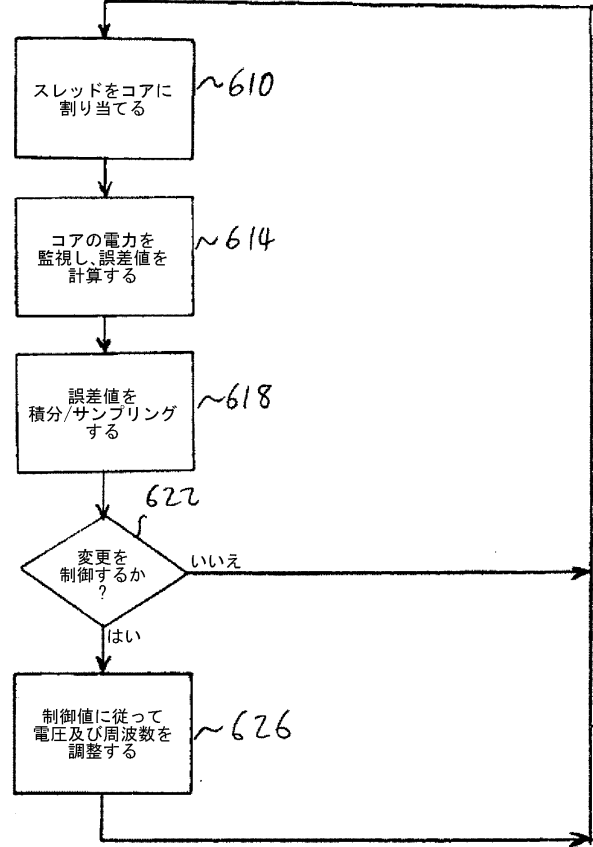 スレッドをコアに
割り当てる
610
コアの電力を
監視し、誤差値を
計算する
614
誤差値を
積分/サンプリング
する
618
622
変更を
制御するか
?
いいえ
はい
制御値に従って
電圧及び周波数を
調整する
626